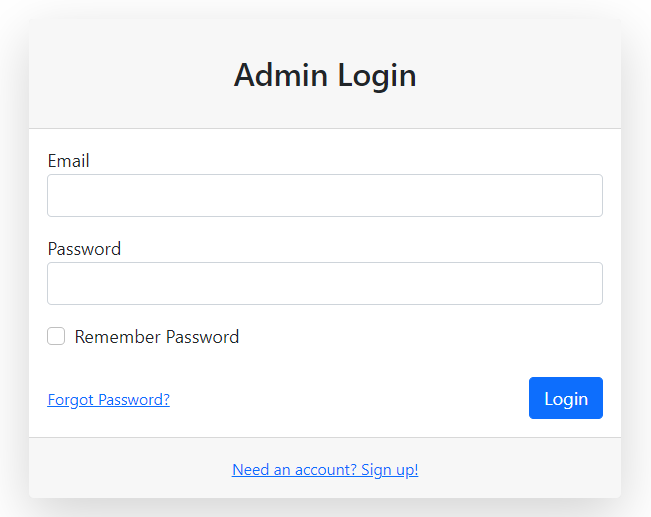 Admin Login
Email
Password
Remember Password
Forgot Password?
Login
Need an account? Sign up!